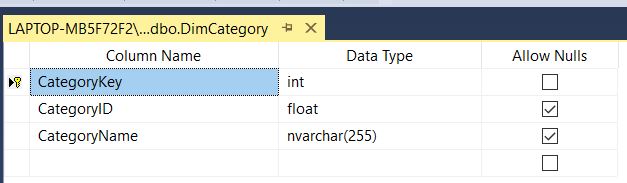 LAPTOP-MB5F72F2\...dbo.DimCategory
Column Name Data Type Allow Nulls
CategoryKey int
CategoryID float
CategoryName nvarchar(255)